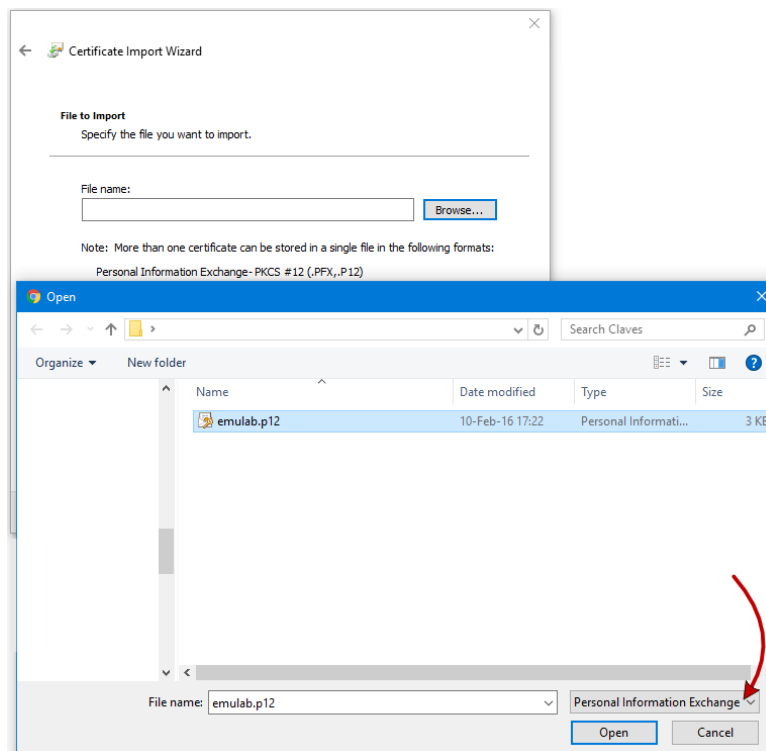 Certificate Import Wizard
File to Import
Specify the file you want to import.
File name:
Browse...
Note: More than one certificate can be stored in a single file in the following formats:
Personal Information Exchange- PKCS #12 (.PFX,.P12)
Open
Search Claves
Organize New folder
Name Date modified Type Size
emulab.p12 10-Feb-16 17:22 Personal Informati... 3 KB
File name: emulab.p12 Personal Information Exchange
Open Cancel